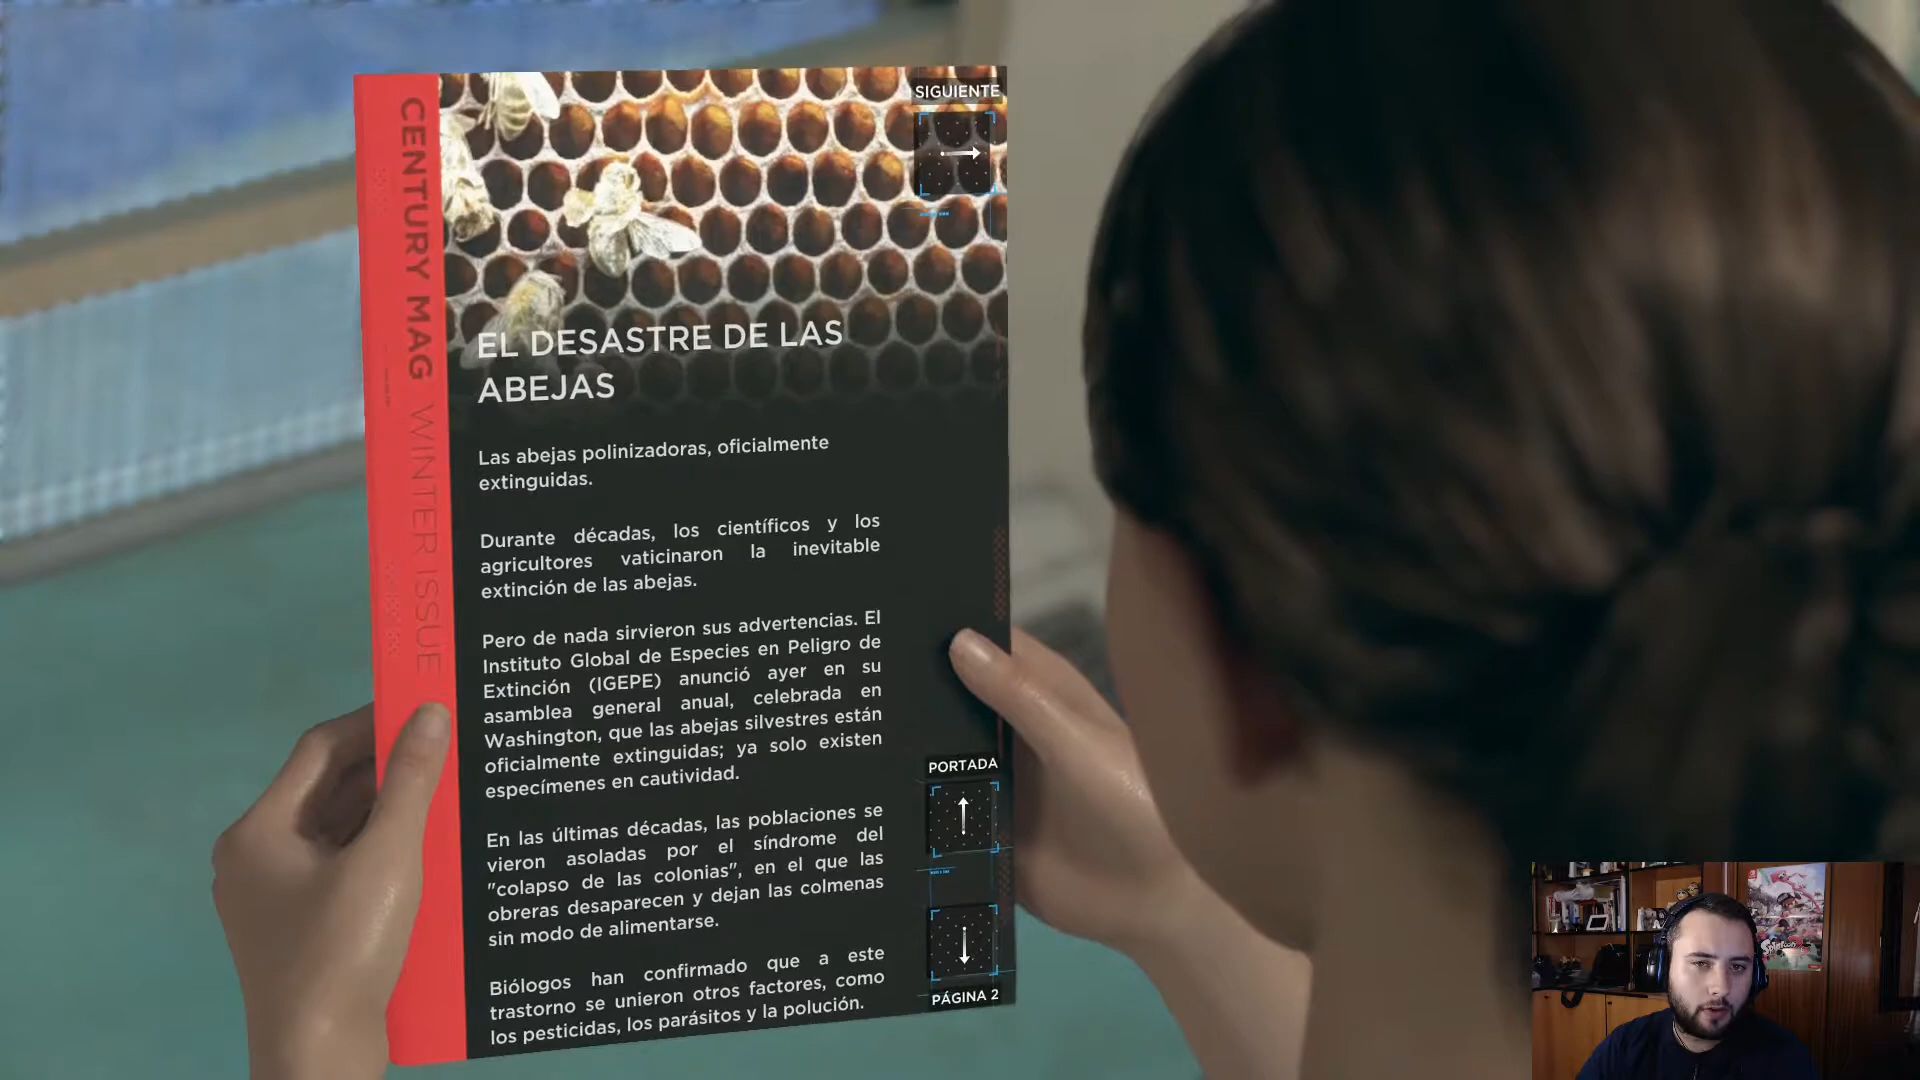 CENTURY MAG WINTER ISSUE
SIGUIENTE
EL DESASTRE DE LAS
ABEJAS
Las abejas polinizadoras, oficialmente
extinguidas.
Durante décadas, los científicos y los
agricultores vaticinaron la inevitable
extinción de las abejas.
Pero de nada sirvieron sus advertencias. El
Instituto Global de Especies en Peligro de
Extinción (IGEPE) anunció ayer en su
asamblea general anual, celebrada en
Washington, que las abejas silvestres están
oficialmente extinguidas; ya solo existen
especímenes en cautividad.
En las últimas décadas, las poblaciones se
vieron asoladas por el síndrome del
"colapso de las colonias", en el que las
obreras desaparecen y dejan las colmenas
sin modo de alimentarse.
Biólogos han confirmado que a este
trastorno se unieron otros factores, como
los pesticidas, los parásitos y la polución.
PORTADA
PÁGINA 2
Splatoon